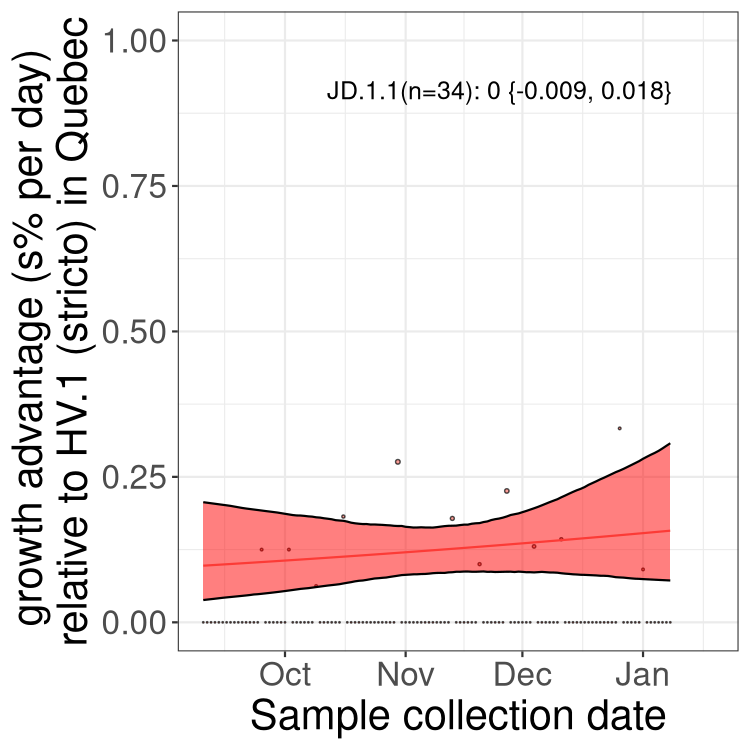 growth advantage (s% per day)
relative to HV.1 (stricto) in Quebec
1.00
0.75
0.50
0.25
0.00
JD.1.1(n=34): 0 {-0.009, 0.018}
Oct
Nov
Dec
Jan
Sample collection date